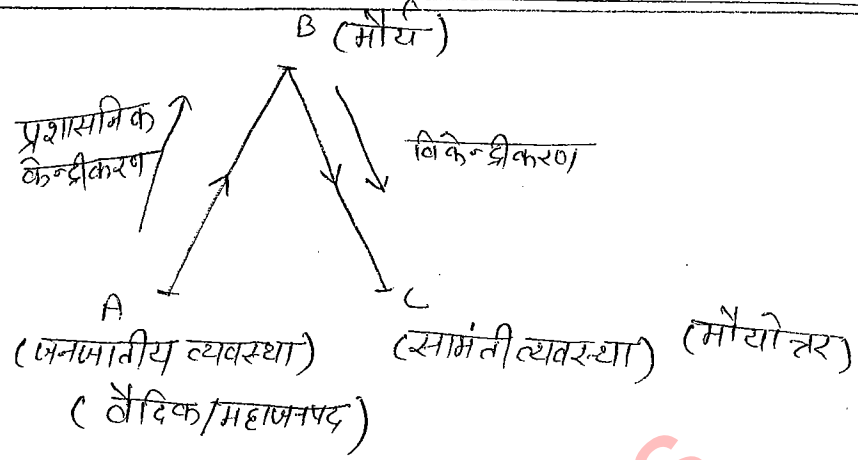 B (मौर्य)
प्रशासनिक
केन्द्रीकरण
विकेन्द्रीकरण
A
C
(जनजातीय व्यवस्था)
(सामंती व्यवस्था)
(मौर्योत्तर)
(वैदिक/महाजनपद)